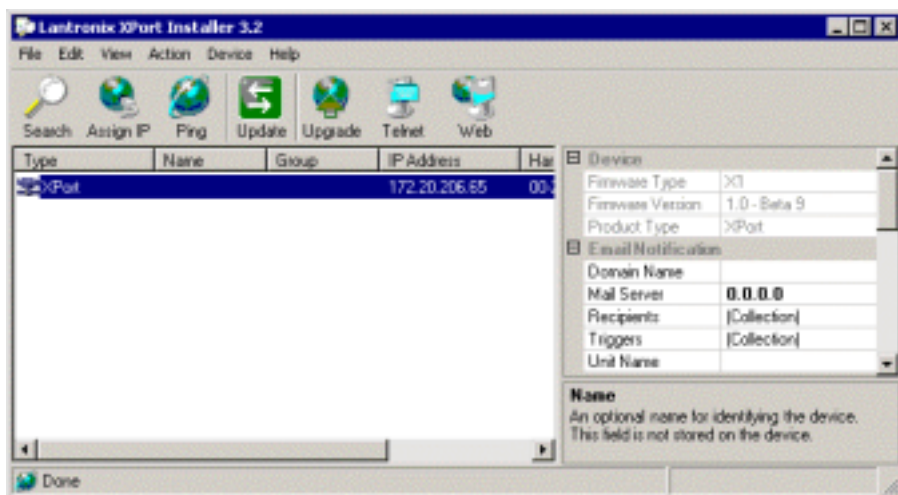 Lantronix XPort Installer 3.2
File Edit View Action Device Help
Search Assign IP Ping Update Upgrade Telnet Web
Type Name Group IP Address Har
XPort 172.20.206.65 00-
Device
Firmware Type X1
Firmware Version 1.0 - Beta 9
Product Type XPort
Email Notification
Domain Name
Mail Server 0.0.0.0
Recipients (Collection)
Triggers (Collection)
Unit Name
Name
An optional name for identifying the device.
This field is not stored on the device.
Done